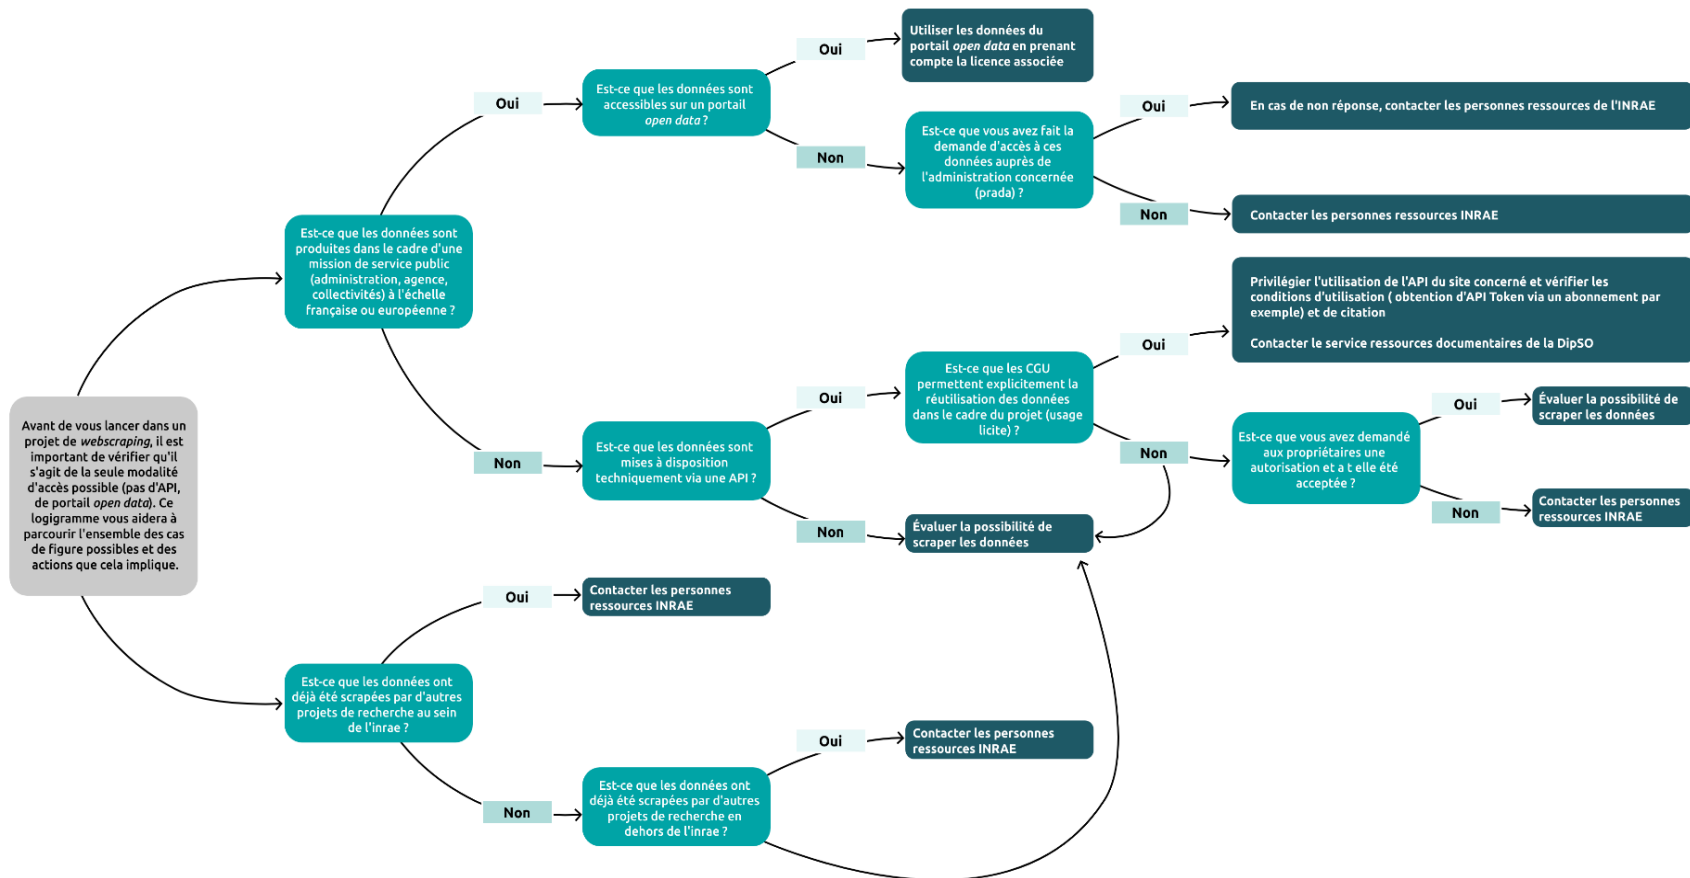 Avant de vous lancer dans un
projet de webscraping, il est
important de vérifier qu'il
s'agit de la seule modalité
d'accès possible (pas d'API,
de portail open data). Ce
logigramme vous aidera à
parcourir l'ensemble des cas
de figure possibles et des
actions que cela implique.
Est-ce que les données sont
produites dans le cadre d'une
mission de service public
(administration, agence,
collectivités) à l'échelle
française ou européenne ?
Oui
Est-ce que les données sont
accessibles sur un portail
open data ?
Oui
Utiliser les données du
portail open data en prenant
compte la licence associée
Non
Est-ce que vous avez fait la
demande d'accès à ces
données auprès de
l'administration concernée
(prada) ?
Oui
En cas de non réponse, contacter les personnes ressources de l'INRAE
Non
Contacter les personnes ressources INRAE
Non
Est-ce que les données sont
mises à disposition
techniquement via une API ?
Oui
Est-ce que les CGU
permettent explicitement la
réutilisation des données
dans le cadre du projet (usage
licite) ?
Oui
Privilégier l'utilisation de l'API du site concerné et vérifier les
conditions d'utilisation ( obtention d'API Token via un abonnement par
exemple) et de citation
Contacter le service ressources documentaires de la DipSO
Non
Est-ce que vous avez demandé
aux propriétaires une
autorisation et a t elle été
acceptée ?
Oui
Évaluer la possibilité de
scraper les données
Non
Contacter les personnes
ressources INRAE
Non
Évaluer la possibilité de
scraper les données
Est-ce que les données ont
déjà été scrapées par d'autres
projets de recherche au sein
de l'inrae ?
Oui
Contacter les personnes
ressources INRAE
Non
Est-ce que les données ont
déjà été scrapées par d'autres
projets de recherche en
dehors de l'inrae ?
Oui
Contacter les personnes
ressources INRAE